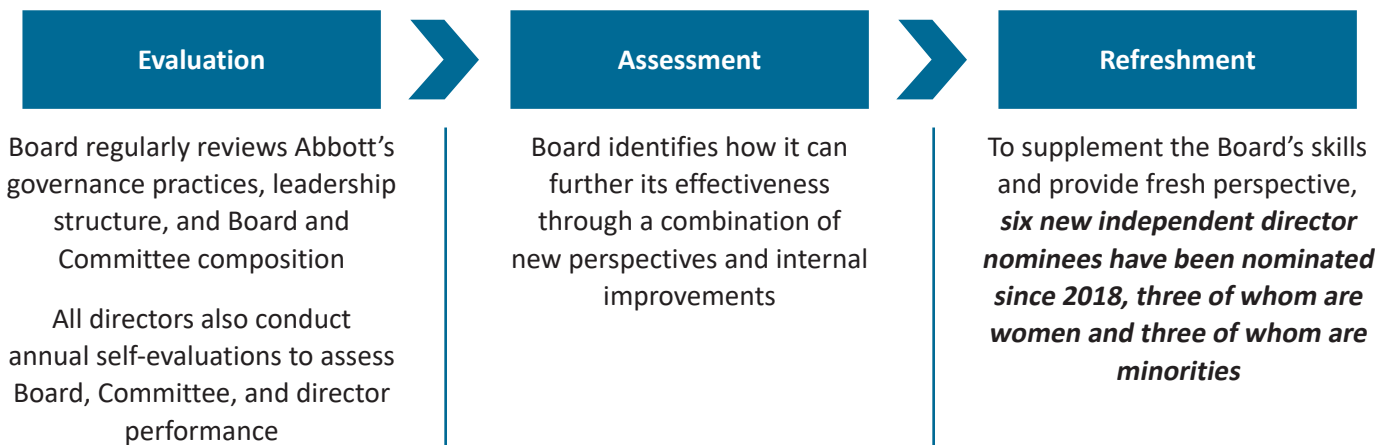 Evaluation
Board regularly reviews Abbott’s
governance practices, leadership
structure, and Board and
Committee composition
All directors also conduct
annual self-evaluations to assess
Board, Committee, and director
performance
Assessment
Board identifies how it can
further its effectiveness
through a combination of
new perspectives and internal
improvements
Refreshment
To supplement the Board’s skills
and provide fresh perspective,
six new independent director
nominees have been nominated
since 2018, three of whom are
women and three of whom are
minorities